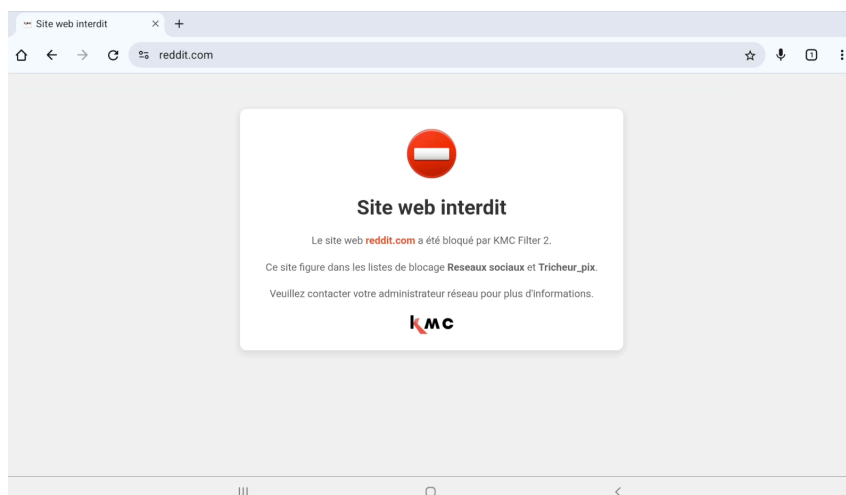 Site web interdit
reddit.com
1
Site web interdit
Le site web reddit.com a été bloqué par KMC Filter 2.
Ce site figure dans les listes de blocage Reseaux sociaux et Tricheur_pix.
Veuillez contacter votre administrateur réseau pour plus d'informations.
KMC